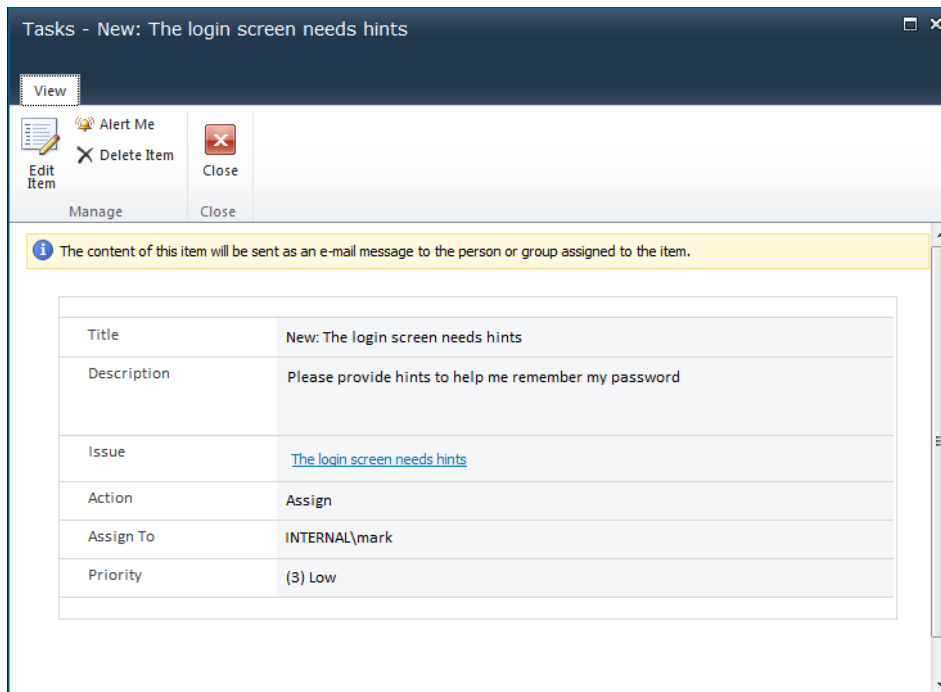 Tasks - New: The login screen needs hints
View
Edit Item
Alert Me
Delete Item
Manage
Close
Close
The content of this item will be sent as an e-mail message to the person or group assigned to the item.
Title New: The login screen needs hints
Description Please provide hints to help me remember my password
Issue The login screen needs hints
Action Assign
Assign To INTERNAL\mark
Priority (3) Low